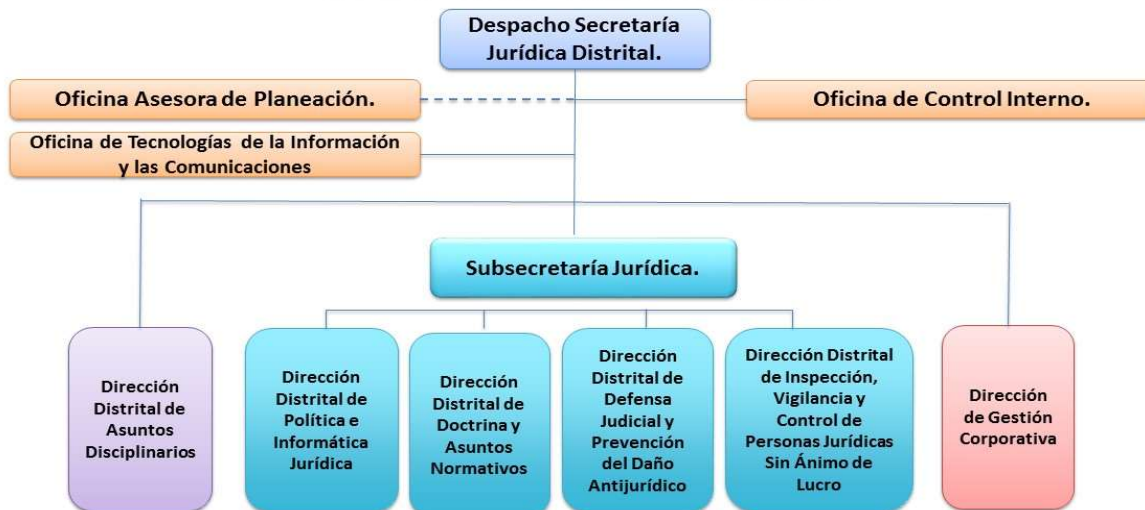 Despacho Secretaría
Jurídica Distrital.
Oficina Asesora de Planeación.
Oficina de Control Interno.
Oficina de Tecnologías de la Información
y las Comunicaciones
Subsecretaría Jurídica.
Dirección
Distrital de
Asuntos
Disciplinarios
Dirección
Distrital de
Política e
Informática
Jurídica
Dirección
Distrital de
Doctrina y
Asuntos
Normativos
Dirección
Distrital de
Defensa
Judicial y
Prevención
del Daño
Antijurídico
Dirección Distrital
de Inspección,
Vigilancia y
Control de
Personas Jurídicas
Sin Ánimo de
Lucro
Dirección
de Gestión
Corporativa